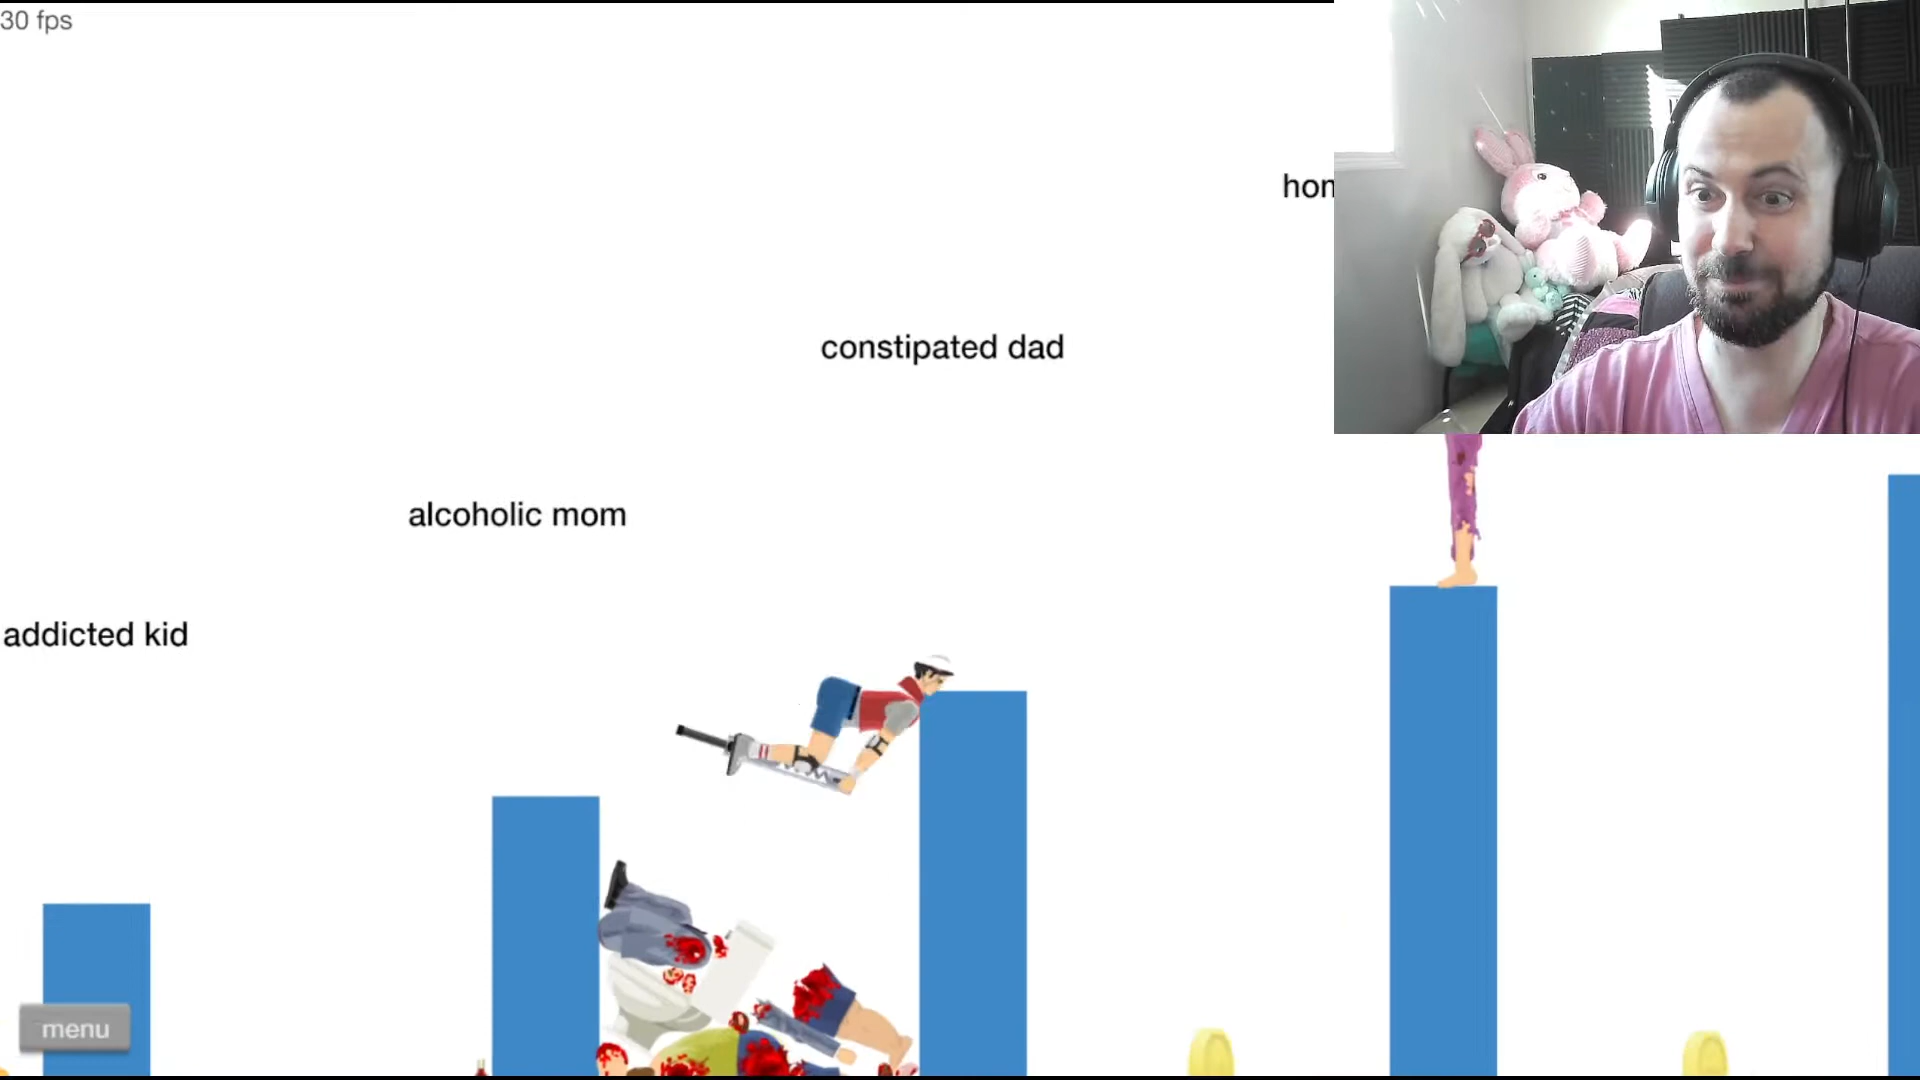 30 fps
constipated dad
alcoholic mom
addicted kid
menu